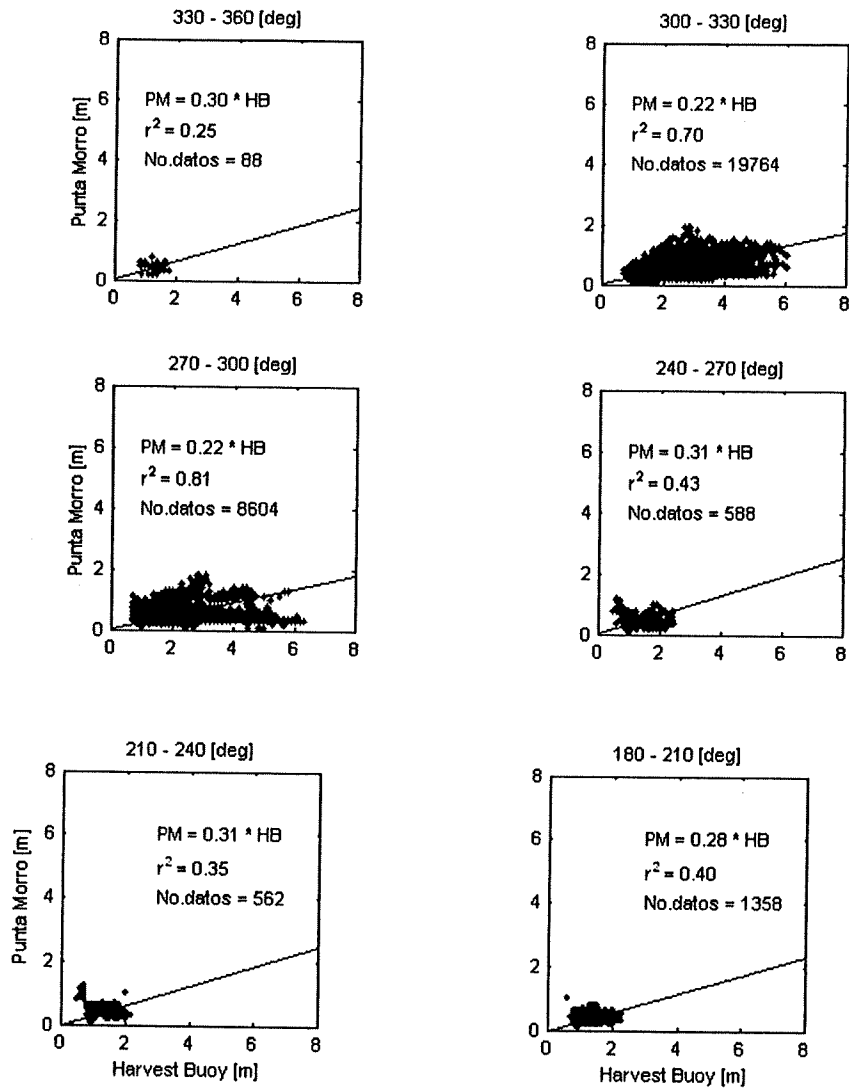 330 - 360 [deg]
8
6
4
2
0
Punta Morro [m]
PM = 0.30 * HB
r² = 0.25
No.datos = 88
0 2 4 6 8
300 - 330 [deg]
8
6
4
2
0
PM = 0.22 * HB
r² = 0.70
No.datos = 19764
0 2 4 6 8
270 - 300 [deg]
8
6
4
2
0
Punta Morro [m]
PM = 0.22 * HB
r² = 0.81
No.datos = 8604
0 2 4 6 8
240 - 270 [deg]
8
6
4
2
0
PM = 0.31 * HB
r² = 0.43
No.datos = 588
0 2 4 6 8
210 - 240 [deg]
8
6
4
2
0
Punta Morro [m]
PM = 0.31 * HB
r² = 0.35
No.datos = 562
0 2 4 6 8
Harvest Buoy [m]
180 - 210 [deg]
8
6
4
2
0
PM = 0.28 * HB
r² = 0.40
No.datos = 1358
0 2 4 6 8
Harvest Buoy [m]